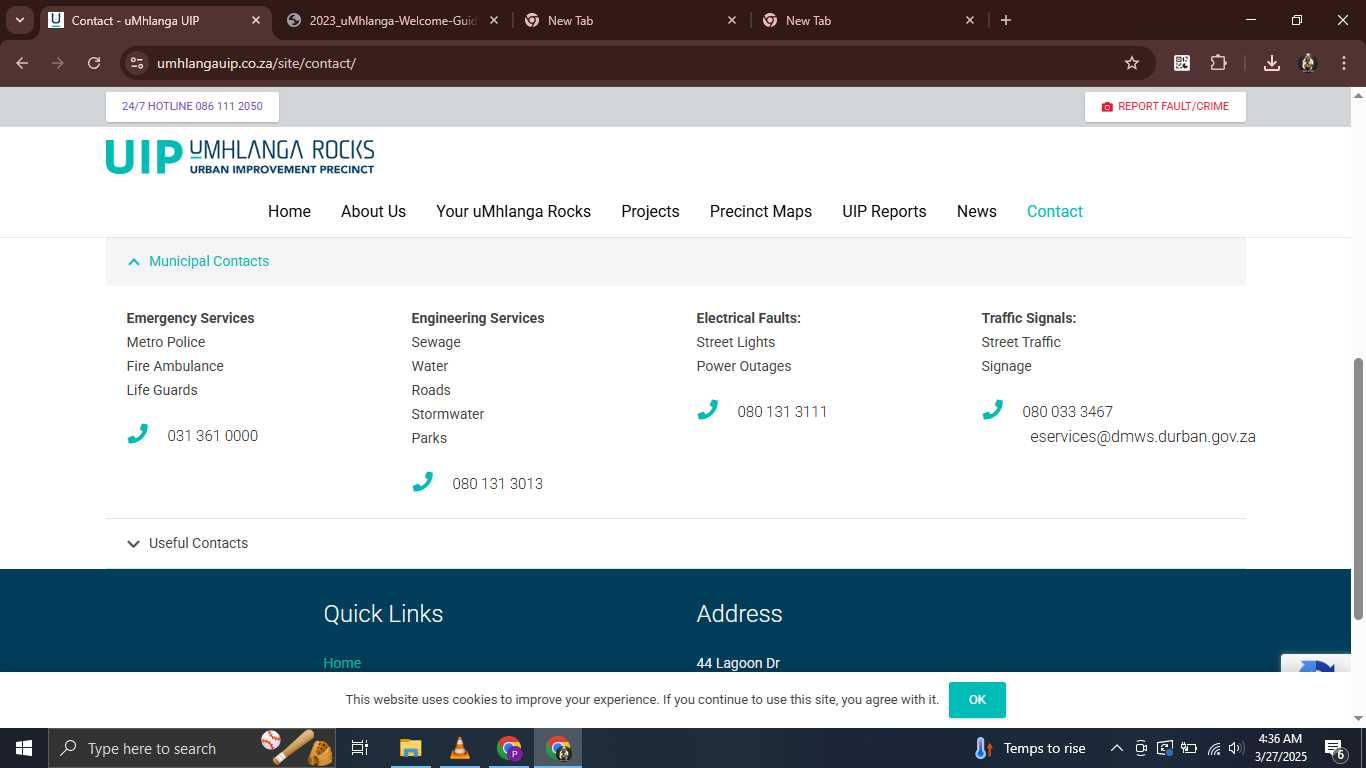 Contact - uMhlanga UIP
2023_uMhlanga-Welcome-Guid
New Tab
New Tab
umhlangauip.co.za/site/contact/
24/7 HOTLINE 086 111 2050
REPORT FAULT/CRIME
UIP UMHLANGA ROCKS
URBAN IMPROVEMENT PRECINCT
Home About Us Your uMhlanga Rocks Projects Precinct Maps UIP Reports News Contact
Municipal Contacts
Emergency Services
Metro Police
Fire Ambulance
Life Guards
031 361 0000
Engineering Services
Sewage
Water
Roads
Stormwater
Parks
080 131 3013
Electrical Faults:
Street Lights
Power Outages
080 131 3111
Traffic Signals:
Street Traffic
Signage
080 033 3467
eservices@dmws.durban.gov.za
Useful Contacts
Quick Links
Home
Address
44 Lagoon Dr
This website uses cookies to improve your experience. If you continue to use this site, you agree with it.
OK
Type here to search
Temps to rise
4:36 AM
3/27/2025
6